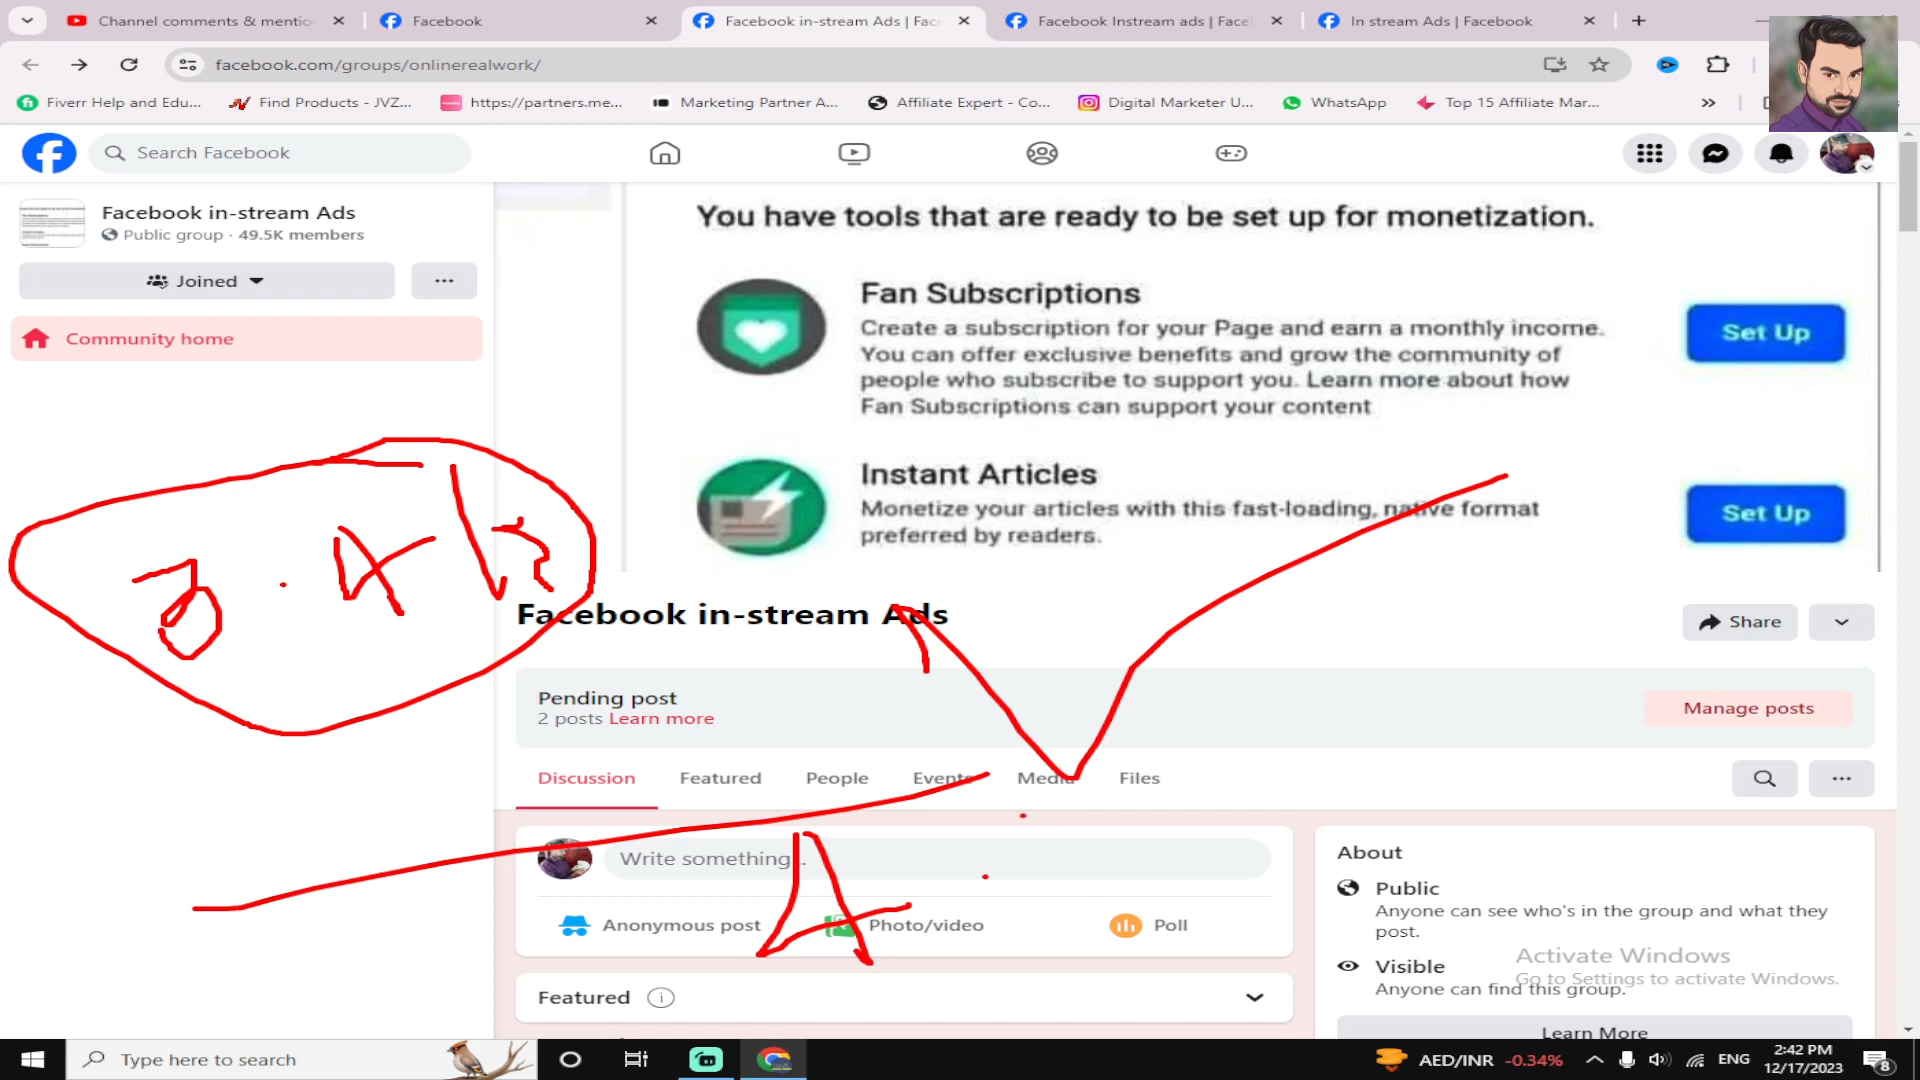 Channel comments & mentio
Facebook
Facebook in-stream Ads | Fac
Facebook Instream ads | Face
In stream Ads | Facebook
facebook.com/groups/onlinerealwork/
Fiverr Help and Edu...
Find Products - JVZ...
https://partners.me...
Marketing Partner A...
Affiliate Expert - Co...
Digital Marketer U...
WhatsApp
Top 15 Affiliate Mar...
Search Facebook
Facebook in-stream Ads
Public group · 49.5K members
Joined
Community home
You have tools that are ready to be set up for monetization.
Fan Subscriptions
Create a subscription for your Page and earn a monthly income.
You can offer exclusive benefits and grow the community of
people who subscribe to support you. Learn more about how
Fan Subscriptions can support your content
Set Up
Instant Articles
Monetize your articles with this fast-loading, native format
preferred by readers.
Set Up
Facebook in-stream Ads
Share
Pending post
2 posts Learn more
Manage posts
Discussion
Featured
People
Events
Media
Files
Write something...
Anonymous post
Photo/video
Poll
Featured
About
Public
Anyone can see who's in the group and what they
post.
Visible
Anyone can find this group.
Learn More
Activate Windows
Go to Settings to activate Windows.
Type here to search
AED/INR -0.34%
ENG
2:42 PM
12/17/2023
8